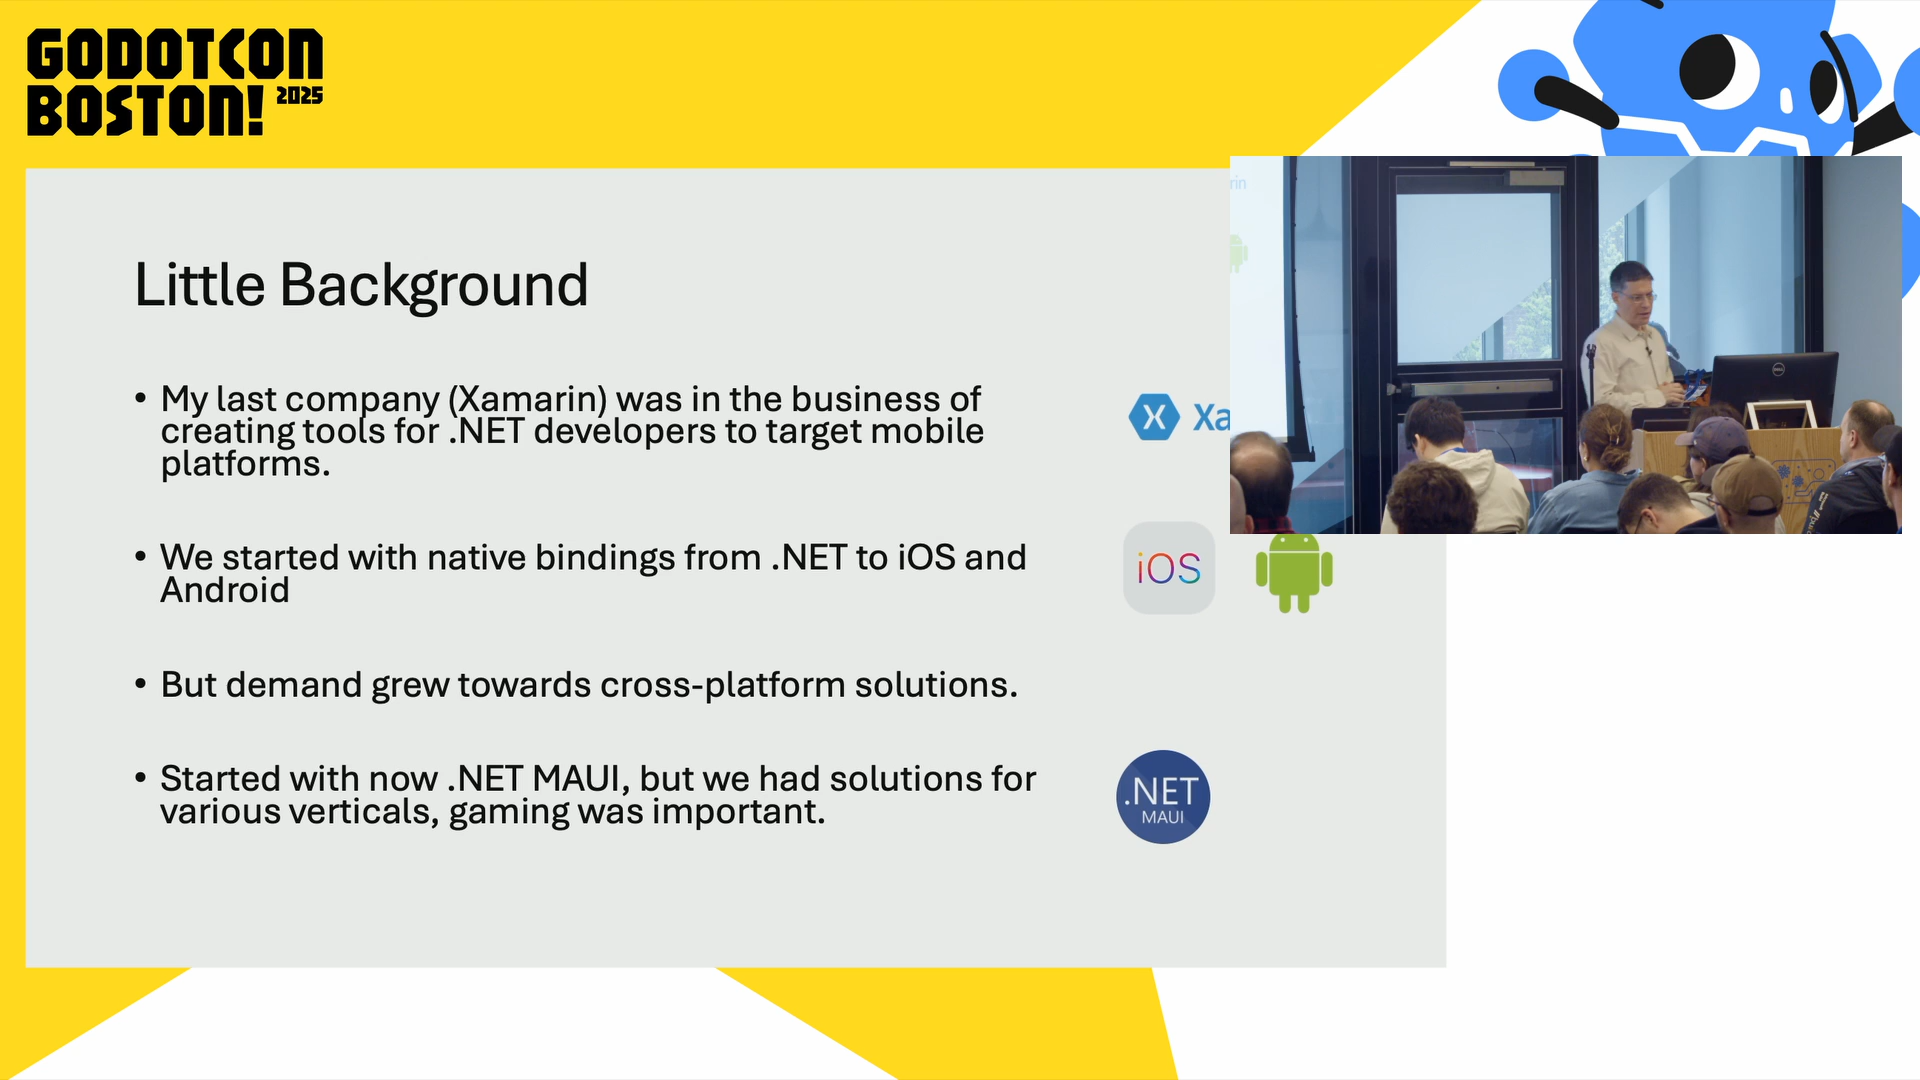 GODOTCON
BOSTON! 2025
Little Background
• My last company (Xamarin) was in the business of
creating tools for .NET developers to target mobile
platforms.
Xa
• We started with native bindings from .NET to iOS and
Android
iOS
• But demand grew towards cross-platform solutions.
• Started with now .NET MAUI, but we had solutions for
various verticals, gaming was important.
.NET
MAUI
rin
DELL